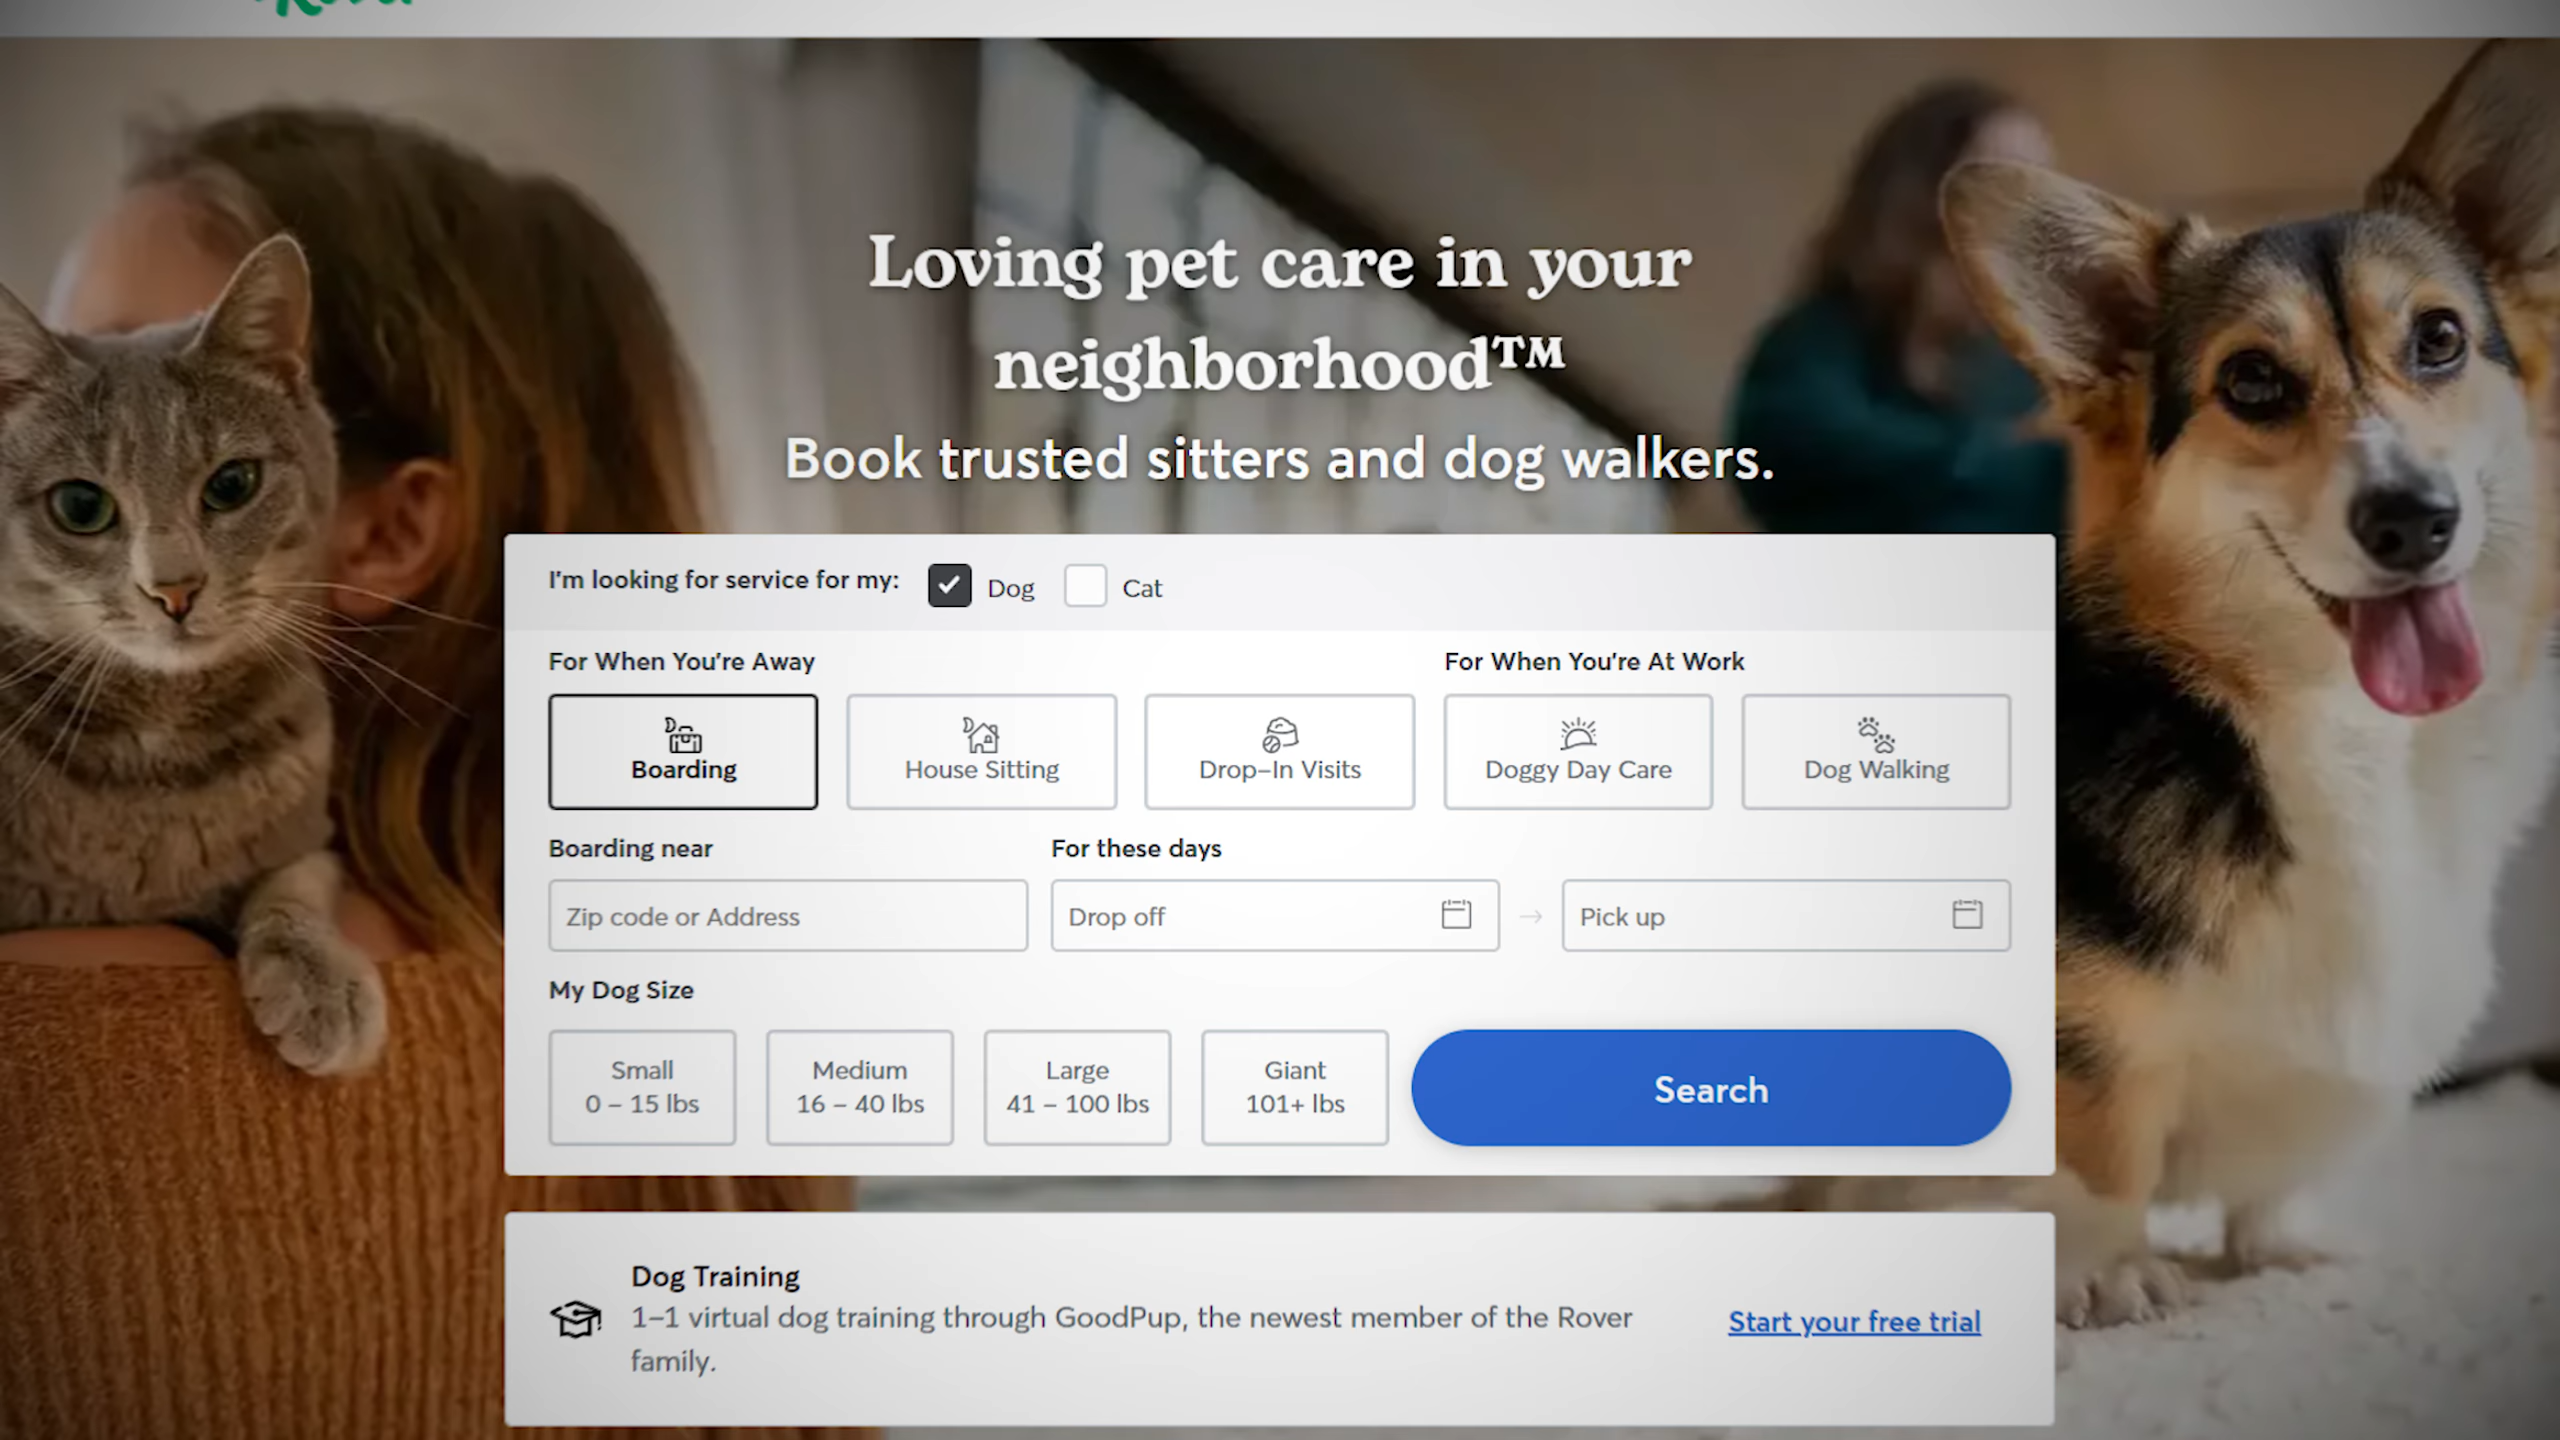 Loving pet care in your
neighborhood™
Book trusted sitters and dog walkers.
I'm looking for service for my:
Dog
Cat
For When You're Away
For When You're At Work
Boarding
House Sitting
Drop-In Visits
Doggy Day Care
Dog Walking
Boarding near
For these days
Zip code or Address
Drop off
Pick up
My Dog Size
Small
0 – 15 lbs
Medium
16 – 40 lbs
Large
41 – 100 lbs
Giant
101+ lbs
Search
Dog Training
1–1 virtual dog training through GoodPup, the newest member of the Rover
family.
Start your free trial